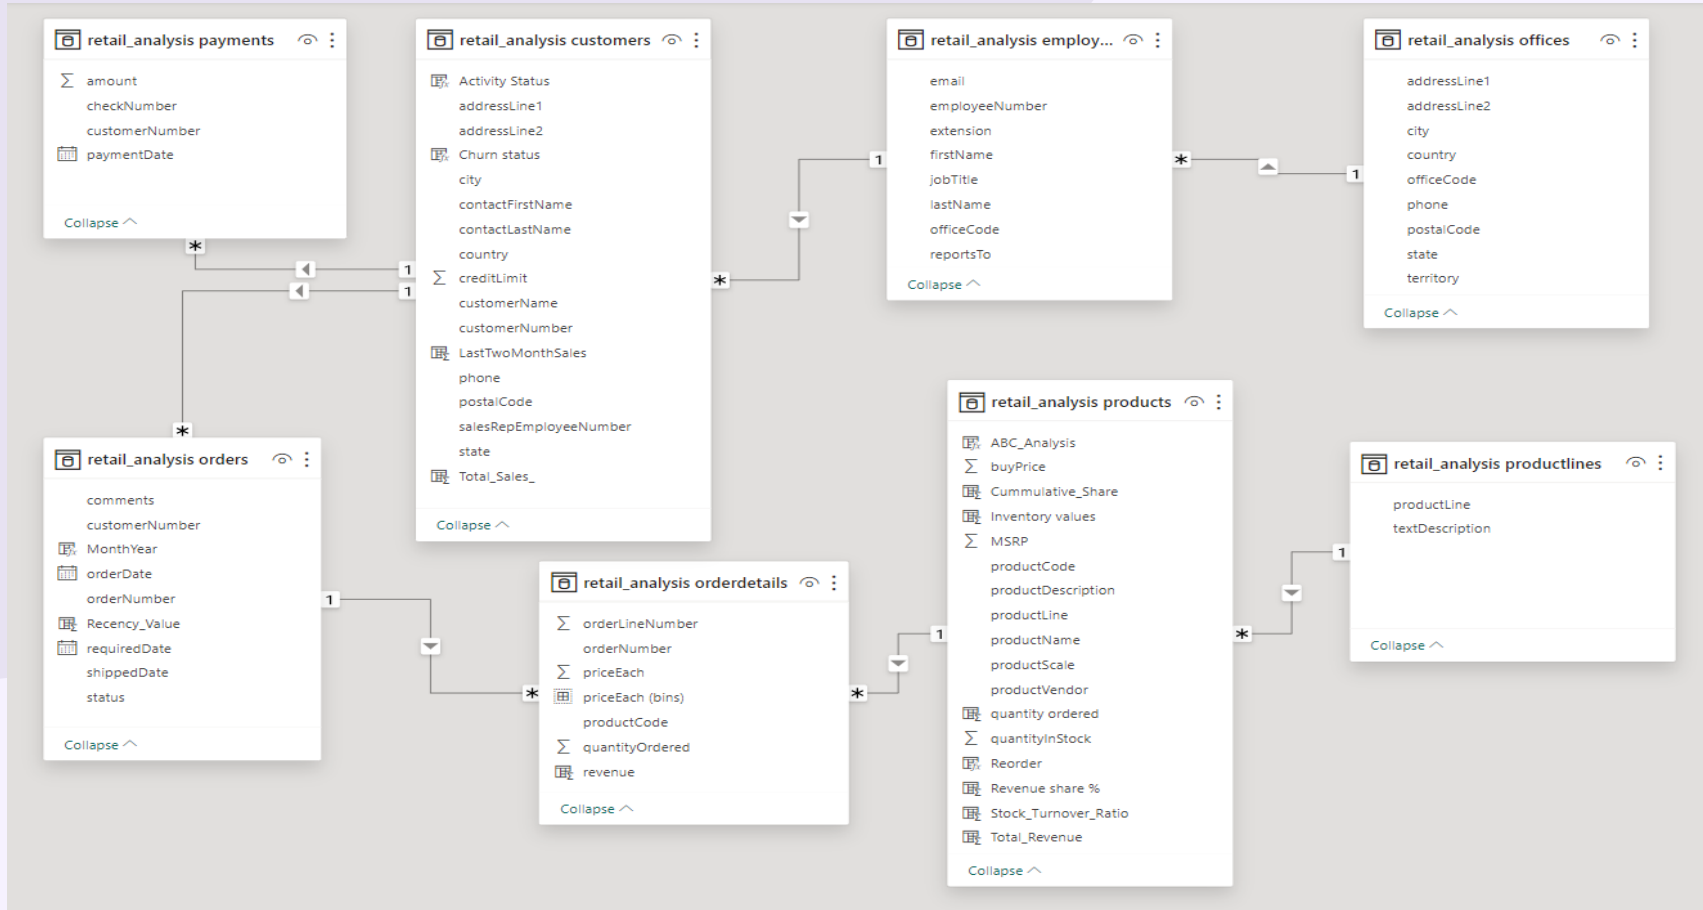 retail_analysis payments
amount
checkNumber
customerNumber
paymentDate
Collapse
*
1
1
*
retail_analysis customers
Activity Status
addressLine1
addressLine2
Churn status
city
contactFirstName
contactLastName
country
creditLimit
customerName
customerNumber
LastTwoMonthSales
phone
postalCode
salesRepEmployeeNumber
state
Total_Sales_
Collapse
*
1
retail_analysis employ...
email
employeeNumber
extension
firstName
jobTitle
lastName
officeCode
reportsTo
Collapse
*
1
retail_analysis offices
addressLine1
addressLine2
city
country
officeCode
phone
postalCode
state
territory
Collapse
retail_analysis orders
comments
customerNumber
MonthYear
orderDate
orderNumber
Recency_Value
requiredDate
shippedDate
status
Collapse
1
*
retail_analysis orderdetails
orderLineNumber
orderNumber
priceEach
priceEach (bins)
productCode
quantityOrdered
revenue
Collapse
*
1
retail_analysis products
ABC_Analysis
buyPrice
Cummulative_Share
Inventory values
MSRP
productCode
productDescription
productLine
productName
productScale
productVendor
quantity ordered
quantityInStock
Reorder
Revenue share %
Stock_Turnover_Ratio
Total_Revenue
Collapse
*
1
retail_analysis productlines
productLine
textDescription
Collapse